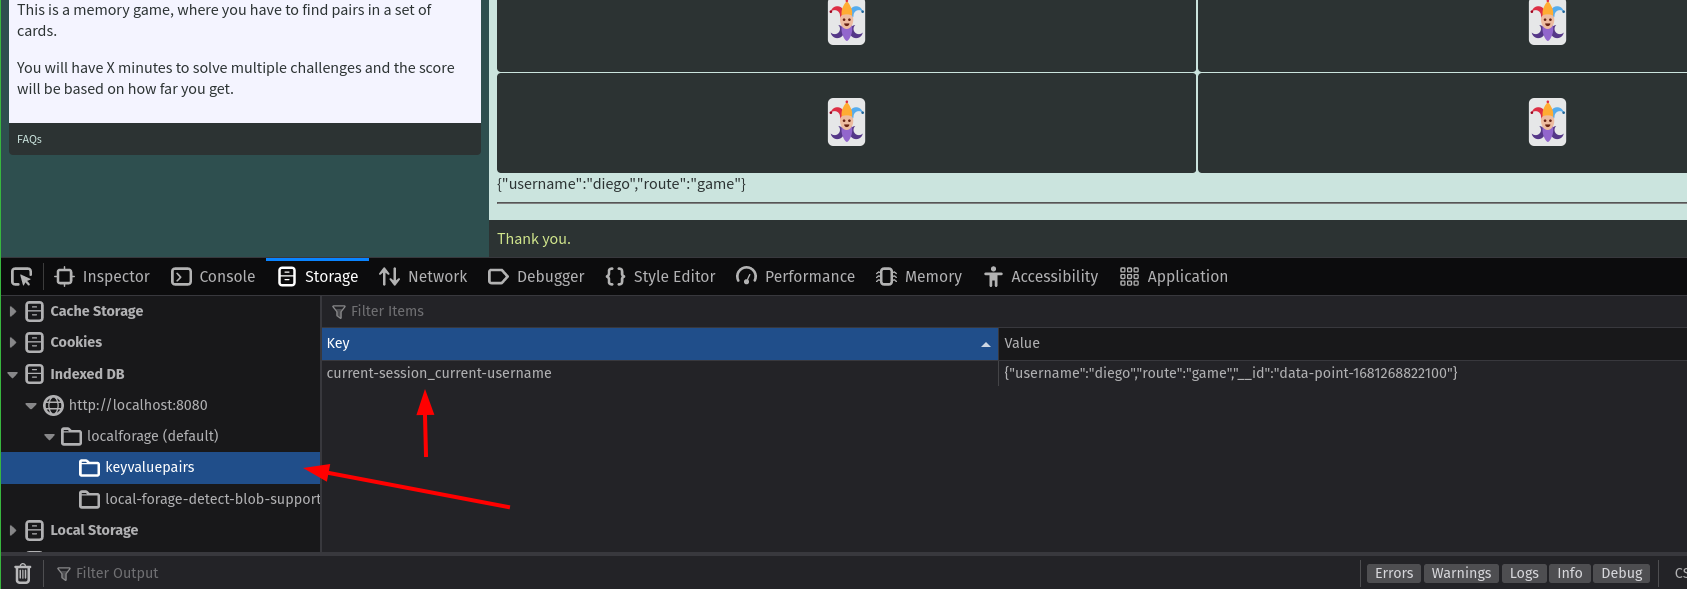 This is a memory game, where you have to find pairs in a set of
cards.
You will have X minutes to solve multiple challenges and the score
will be based on how far you get.
FAQs
{"username":"diego","route":"game"}
Thank you.
Inspector Console Storage Network Debugger Style Editor Performance Memory Accessibility Application
Cache Storage
Cookies
Indexed DB
http://localhost:8080
localforage (default)
keyvaluepairs
local-forage-detect-blob-support
Local Storage
Filter Items
Key Value
current-session_current-username {"username":"diego","route":"game","__id":"data-point-1681268822100"}
Filter Output Errors Warnings Logs Info Debug